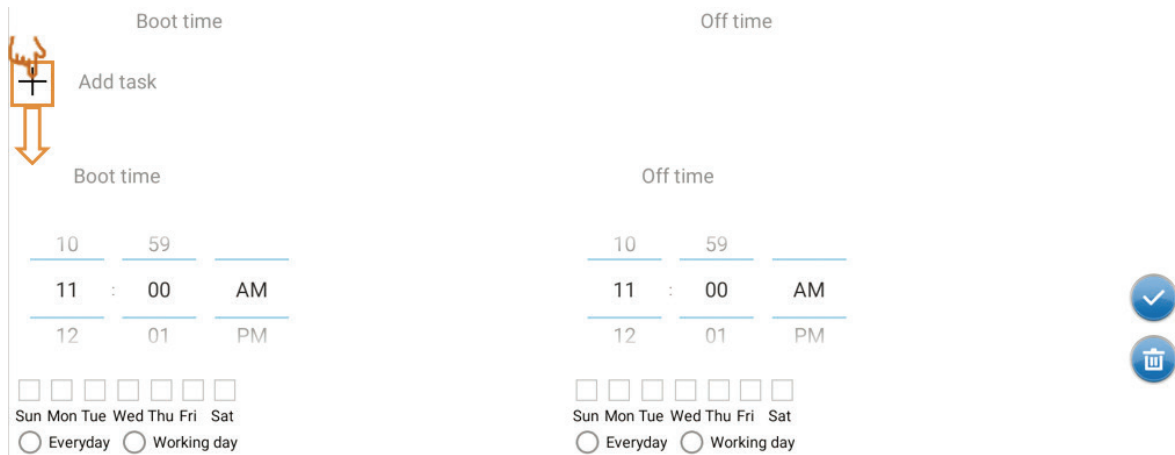 Boot time Off time
Add task
Boot time Off time
10 59 10 59
11 : 00 AM 11 : 00 AM
12 01 PM 12 01 PM
Sun Mon Tue Wed Thu Fri Sat Sun Mon Tue Wed Thu Fri Sat
Everyday Working day Everyday Working day